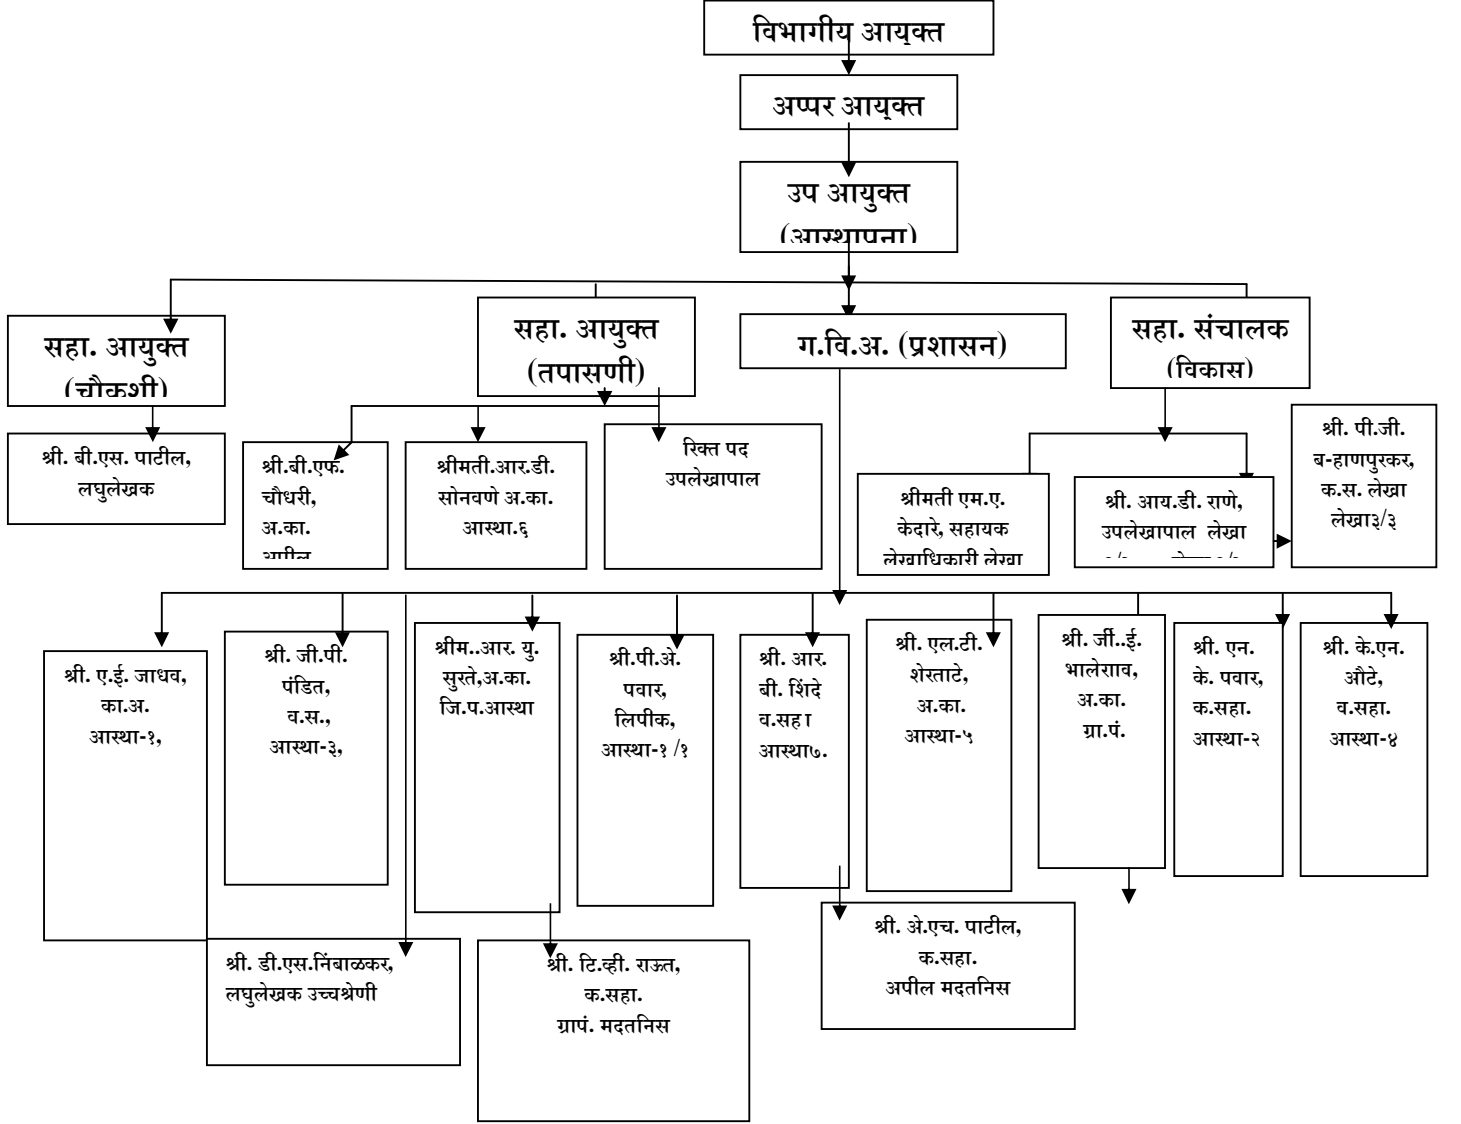 विभागीय आयुक्त
अप्पर आयुक्त
उप आयुक्त
(आस्थापना)
सहा. आयुक्त
(चौकशी)
सहा. आयुक्त
(तपासणी)
ग.वि.अ. (प्रशासन)
सहा. संचालक
(विकास)
श्री. बी.एस. पाटील,
लघुलेखक
श्री.बी.एफ.
चौधरी,
अ.का.
अपील
श्रीमती.आर.डी.
सोनवणे अ.का.
आस्था.६
रिक्त पद
उपलेखापाल
श्रीमती एम.ए.
केदारे, सहायक
लेखाधिकारी लेखा
श्री. आय.डी. राणे,
उपलेखापाल लेखा
श्री. पी.जी.
ब-हाणपुरकर,
क.स. लेखा
लेखा३/३
श्री. ए.ई. जाधव,
का.अ.
आस्था-१,
श्री. जी.पी.
पंडित,
व.स.,
आस्था-३,
श्रीम..आर. यु.
सुरते,अ.का.
जि.प.आस्था
श्री.पी.अे.
पवार,
लिपीक,
आस्था-१/१
श्री. आर.
बी. शिंदे
व.सहा
आस्था७.
श्री. एल.टी.
शेरताटे,
अ.का.
आस्था-५
श्री. र्जी..ई.
भालेराव,
अ.का.
ग्रा.पं.
श्री. एन.
के. पवार,
क.सहा.
आस्था-२
श्री. के.एन.
औटे,
व.सहा.
आस्था-४
श्री. डी.एस.निंबाळकर,
लघुलेखक उच्चश्रेणी
श्री. टि.व्ही. राऊत,
क.सहा.
ग्रापं. मदतनिस
श्री. अे.एच. पाटील,
क.सहा.
अपील मदतनिस